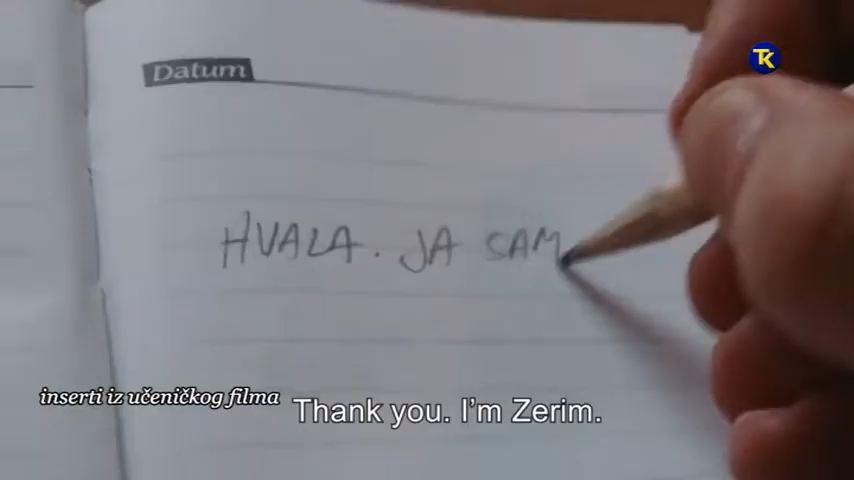 Datum
TK
HVALA. JA SAM
inserti iz učeničkog filma
Thank you. I'm Zerim.